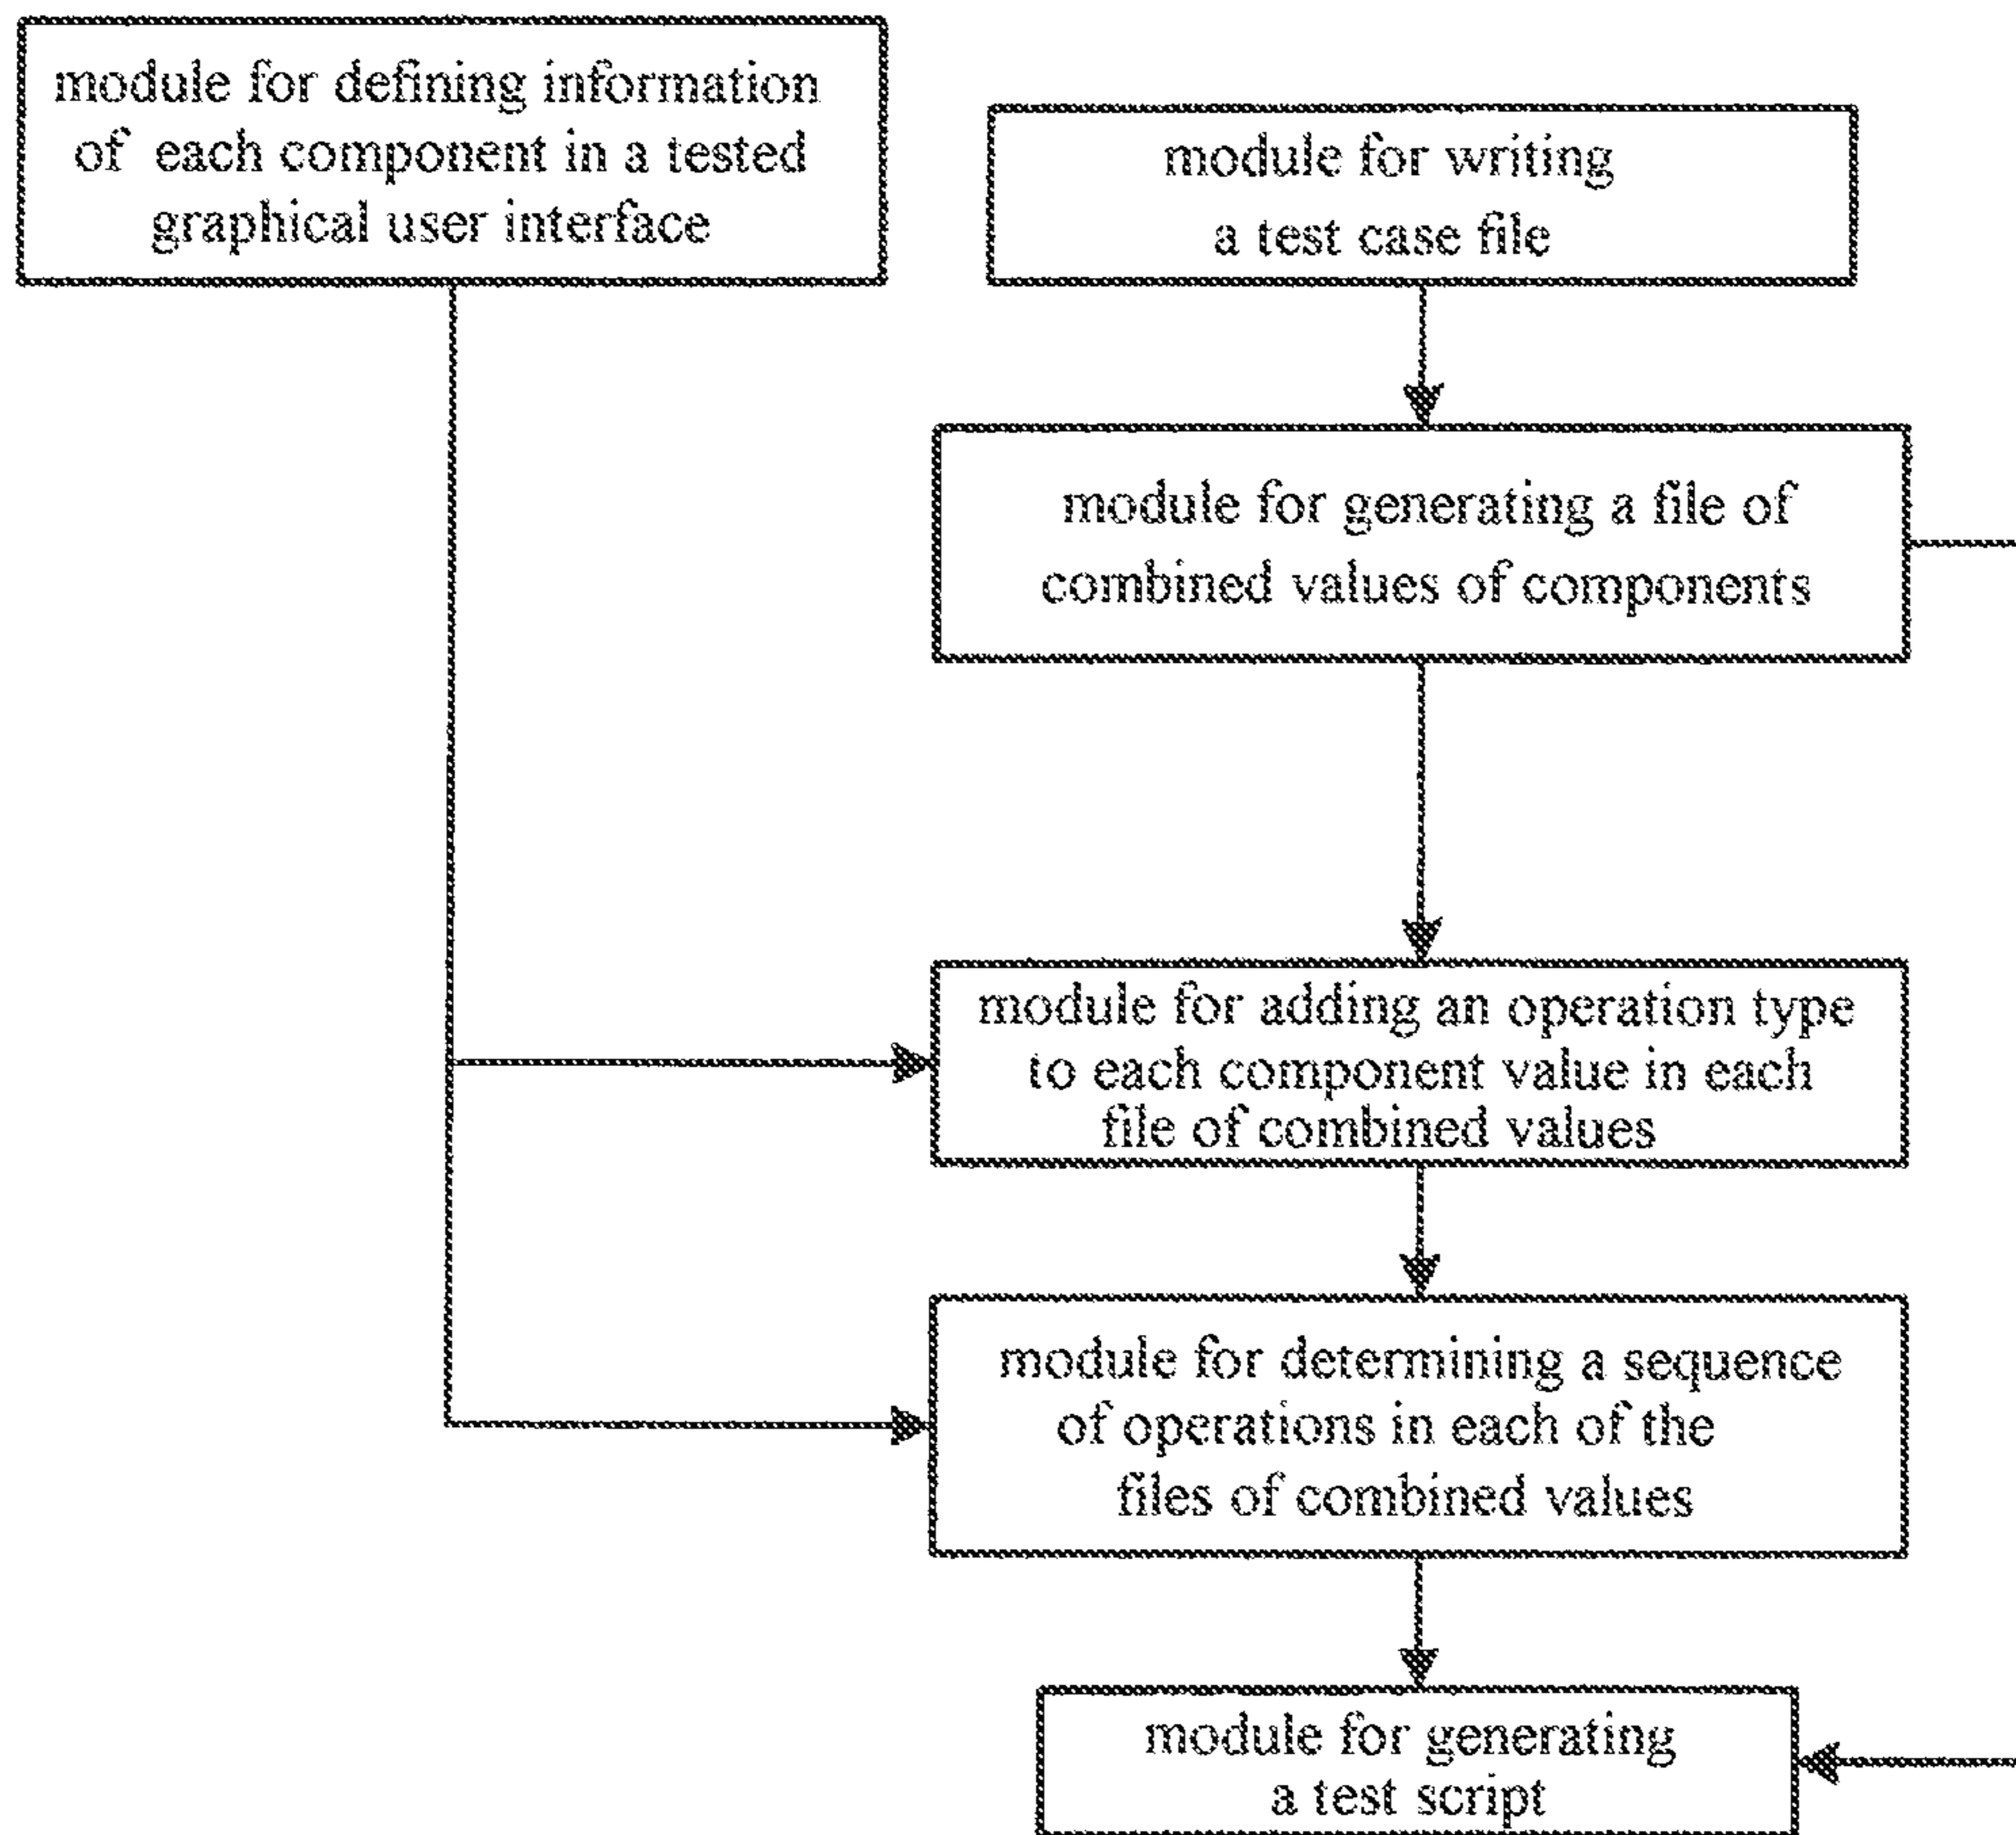 module for defining information
of each component in a tested
graphical user interface
module for writing
a test case file
module for generating a file of
combined values of components
module for adding an operation type
to each component value in each
file of combined values
module for determining a sequence
of operations in each of the
files of combined values
module for generating
a test script